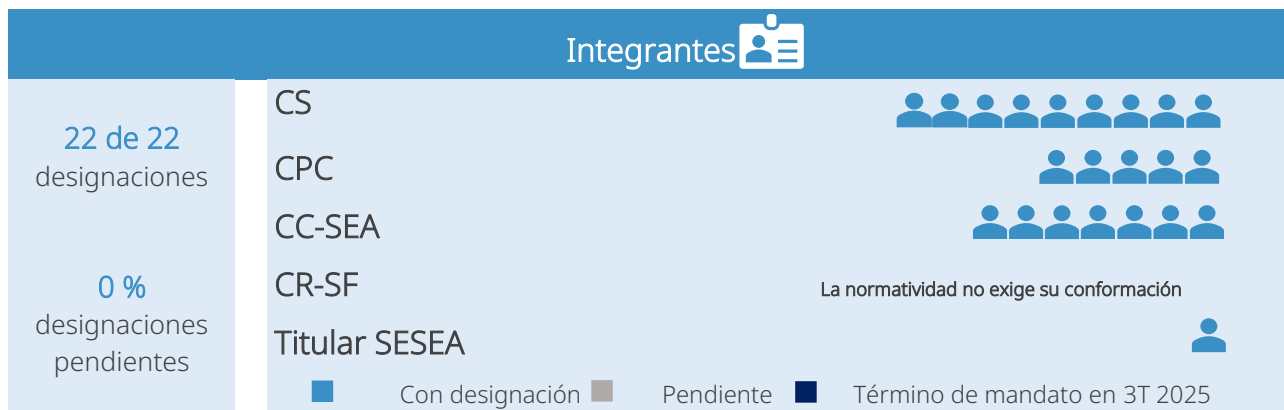 Integrantes
22 de 22
designaciones
0 %
designaciones
pendientes
CS
CPC
CC-SEA
CR-SF
La normatividad no exige su conformación
Titular SESEA
Con designación
Pendiente
Término de mandato en 3T 2025